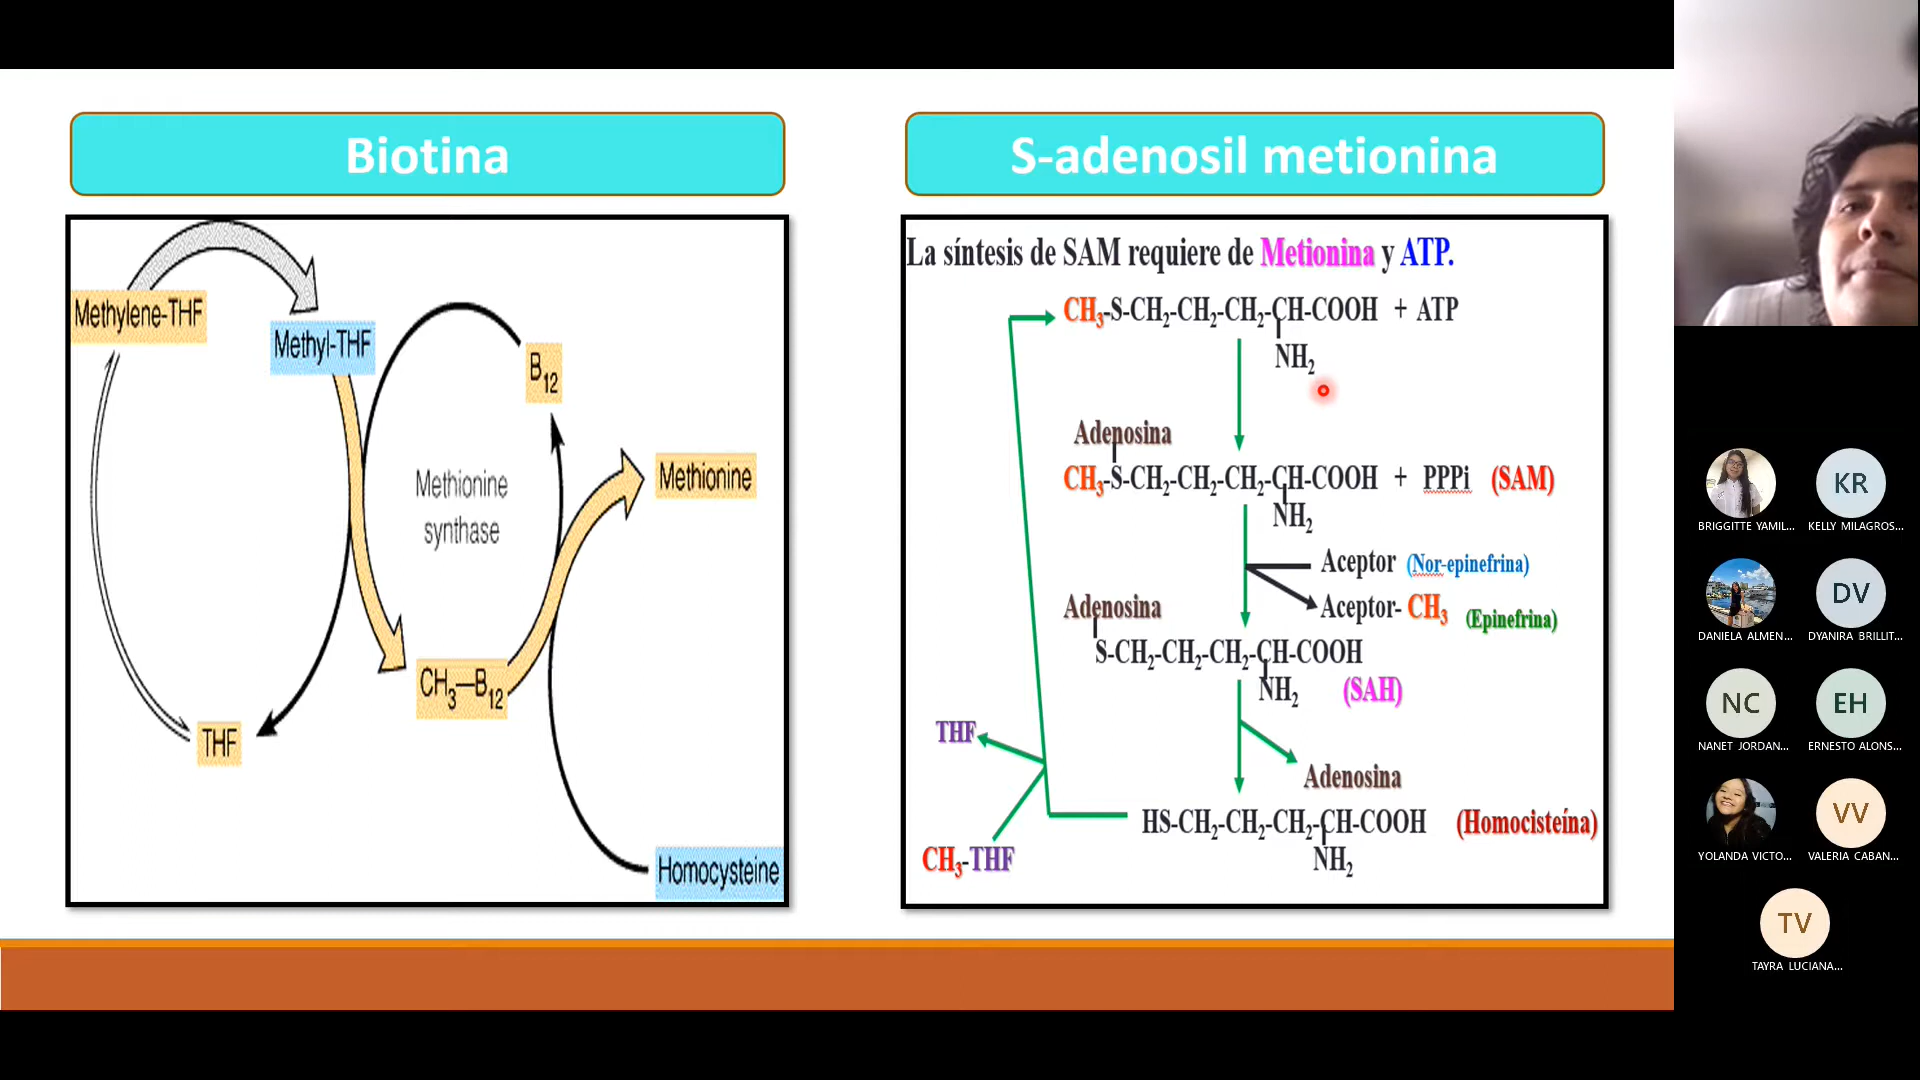 Biotina
Methylene-THF
Methyl-THF
B12
Methionine
synthase
Methionine
CH3—B12
THF
Homocysteine
S-adenosil metionina
La síntesis de SAM requiere de Metionina y ATP.
CH3-S-CH2-CH2-CH2-CH-COOH + ATP
NH2
Adenosina
CH3-S-CH2-CH2-CH2-CH-COOH + PPPi (SAM)
NH2
Aceptor (Nor-epinefrina)
Aceptor- CH3 (Epinefrina)
Adenosina
S-CH2-CH2-CH2-CH-COOH
NH2 (SAH)
THF
Adenosina
HS-CH2-CH2-CH2-CH-COOH (Homocisteína)
NH2
CH3-THF
BRIGGITTE YAMIL...
KR
KELLY MILAGROS...
DANIELA ALMEN...
DV
DYANIRA BRILLIT...
NC
NANET JORDAN...
EH
ERNESTO ALONS...
YOLANDA VICTO...
VV
VALERIA CABAN...
TV
TAYRA LUCIANA...